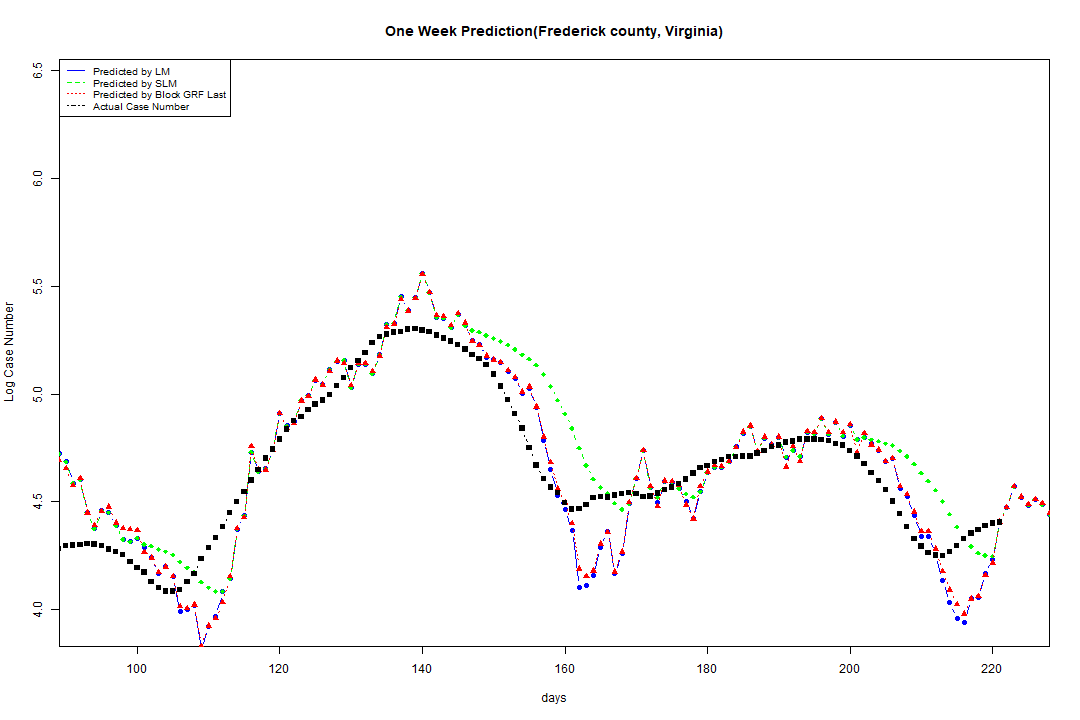 One Week Prediction(Frederick county, Virginia)
Predicted by LM
Predicted by SLM
Predicted by Block GRF Last
Actual Case Number
6.5
6.0
5.5
5.0
4.5
4.0
Log Case Number
100 120 140 160 180 200 220
days